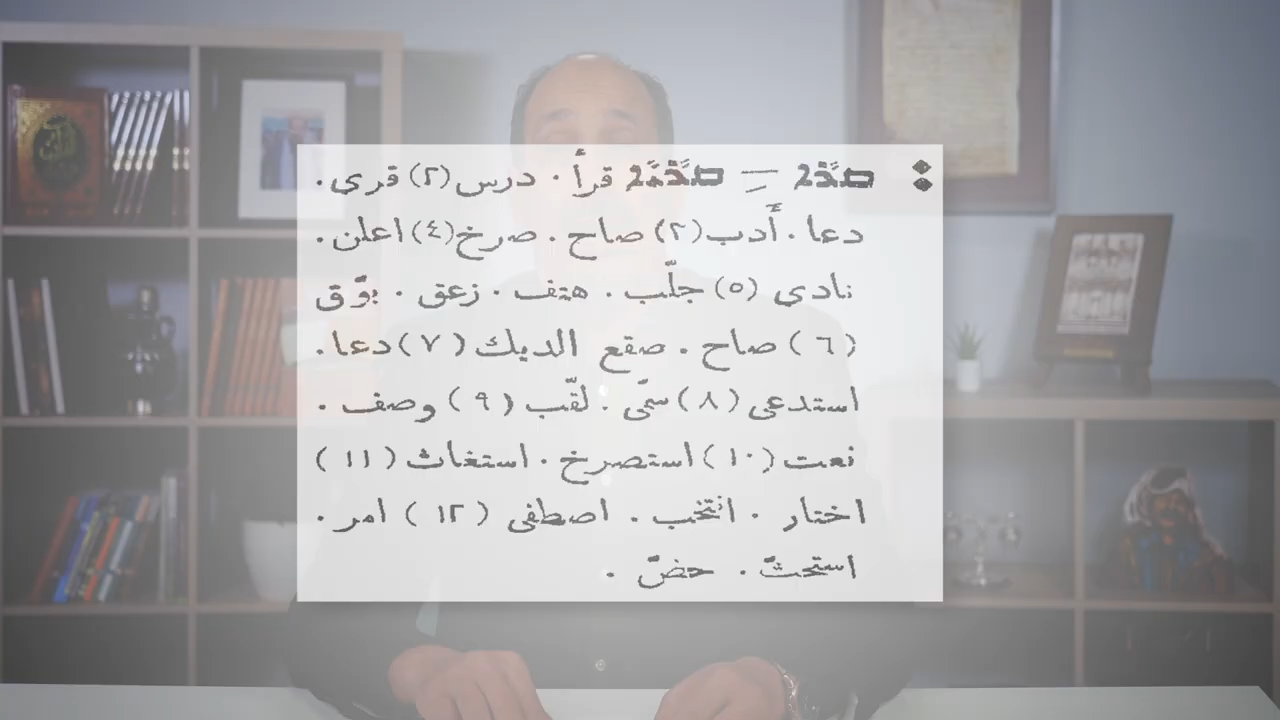 قرأ . درس (٢) قرى .
دعا . أدب (٣) صاح . صرخ (٤) اعلن .
نادى (٥) جلّب . هتف . زعق . بوّق
(٦) صاح . صقع الديك (٧) دعا .
استدعى (٨) سمّى . لقّب (٩) وصف .
نعت (١٠) استصرخ . استغاث (١١)
اختار . انتخب . اصطفى (١٢) امر .
استحثّ . حضّ .